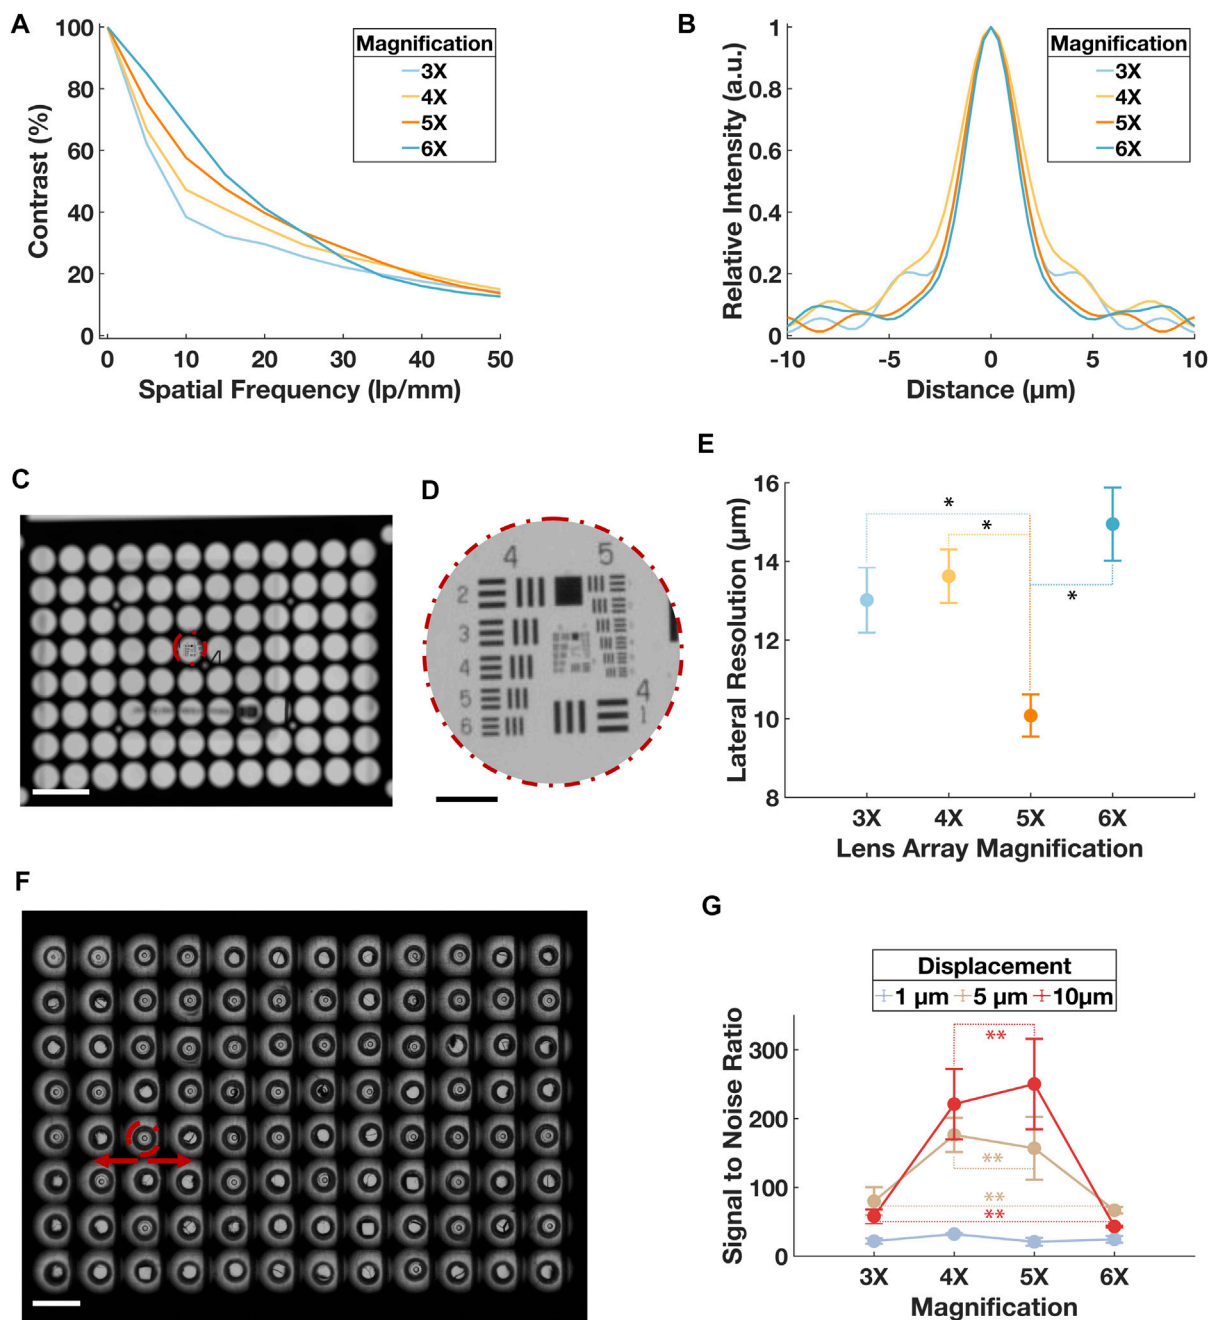 A
100
80
60
40
20
0
Contrast (%)
0 10 20 30 40 50
Spatial Frequency (lp/mm)
Magnification
3X
4X
5X
6X
B
1
0.8
0.6
0.4
0.2
0
Relative Intensity (a.u.)
-10 -5 0 5 10
Distance (µm)
Magnification
3X
4X
5X
6X
C
D
4 5
2
3
4
5
6
4
1
E
16
14
12
10
8
Lateral Resolution (µm)
* * *
3X 4X 5X 6X
Lens Array Magnification
F
G
Displacement
1 µm 5 µm 10µm
300
200
100
0
Signal to Noise Ratio
**
**
**
**
3X 4X 5X 6X
Magnification